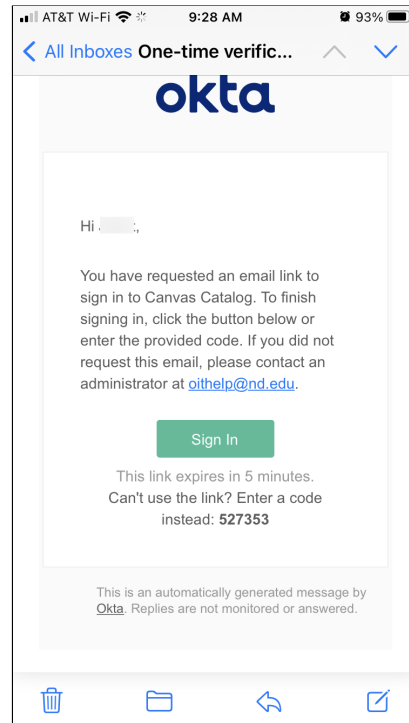 AT&T Wi-Fi 9:28 AM 93%
All Inboxes One-time verific...
okta
Hi ,
You have requested an email link to
sign in to Canvas Catalog. To finish
signing in, click the button below or
enter the provided code. If you did not
request this email, please contact an
administrator at oithelp@nd.edu.
Sign In
This link expires in 5 minutes.
Can't use the link? Enter a code
instead: 527353
This is an automatically generated message by
Okta. Replies are not monitored or answered.